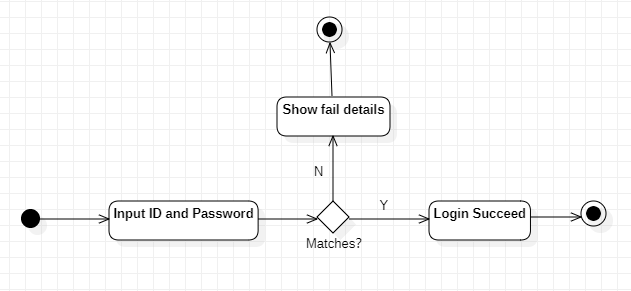 Show fail details
N
Input ID and Password
Y
Login Succeed
Matches?